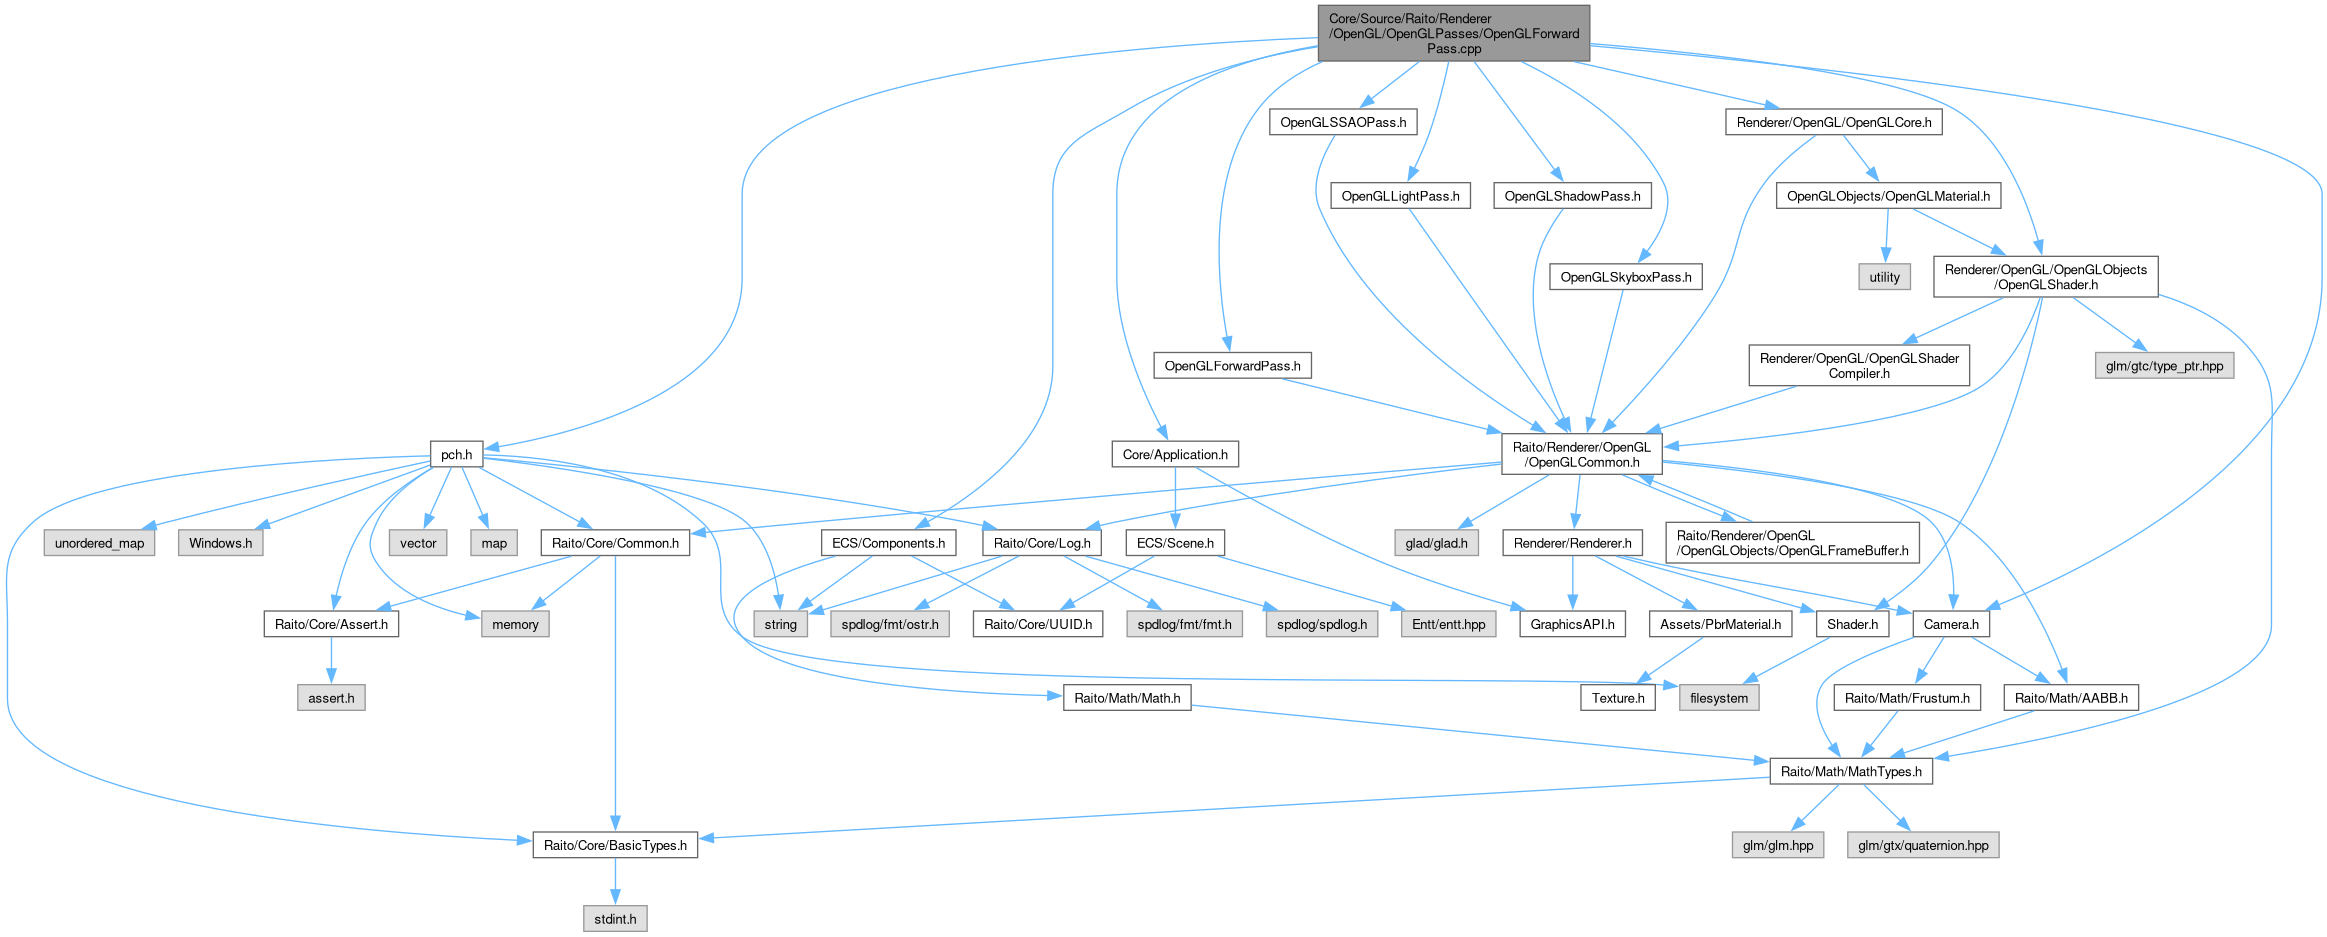 Core/Source/Raito/Renderer
/OpenGL/OpenGLPasses/OpenGLForward
Pass.cpp
OpenGLSSAOPass.h
Renderer/OpenGL/OpenGLCore.h
OpenGLLightPass.h
OpenGLShadowPass.h
OpenGLObjects/OpenGLMaterial.h
OpenGLSkyboxPass.h
utility
Renderer/OpenGL/OpenGLObjects
/OpenGLShader.h
OpenGLForwardPass.h
Renderer/OpenGL/OpenGLShader
Compiler.h
glm/gtc/type_ptr.hpp
pch.h
Core/Application.h
Raito/Renderer/OpenGL
/OpenGLCommon.h
unordered_map
Windows.h
vector
map
Raito/Core/Common.h
ECS/Components.h
Raito/Core/Log.h
ECS/Scene.h
glad/glad.h
Renderer/Renderer.h
Raito/Renderer/OpenGL
/OpenGLObjects/OpenGLFrameBuffer.h
Raito/Core/Assert.h
memory
string
spdlog/fmt/ostr.h
Raito/Core/UUID.h
spdlog/fmt/fmt.h
spdlog/spdlog.h
Entt/entt.hpp
GraphicsAPI.h
Assets/PbrMaterial.h
Shader.h
Camera.h
assert.h
Raito/Math/Math.h
Texture.h
filesystem
Raito/Math/Frustum.h
Raito/Math/AABB.h
Raito/Math/MathTypes.h
Raito/Core/BasicTypes.h
glm/glm.hpp
glm/gtx/quaternion.hpp
stdint.h